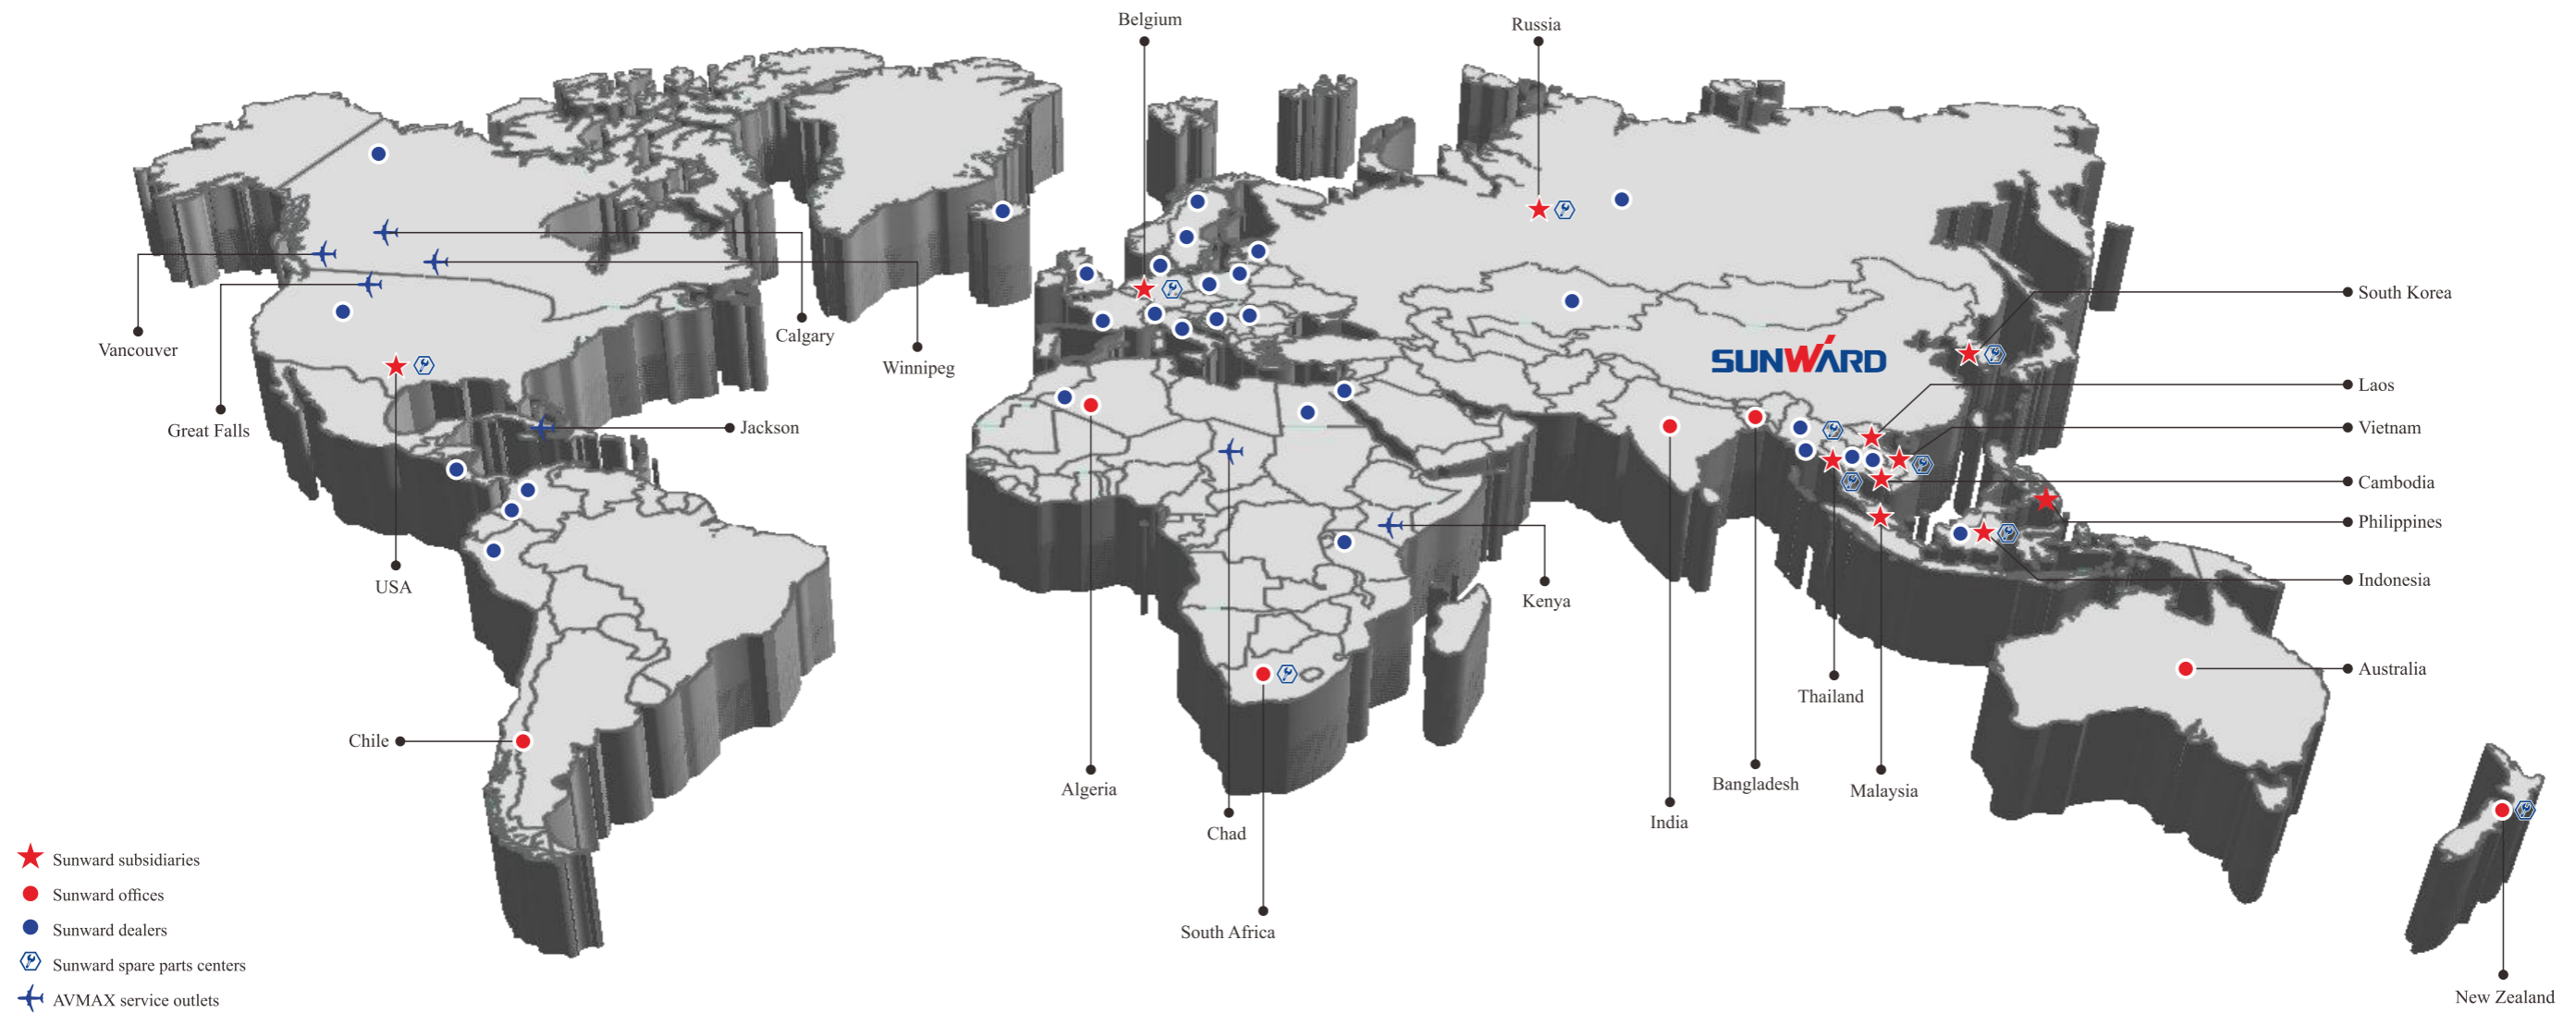 Belgium
Russia
South Korea
Vancouver
Calgary
SUNWARD
Winnipeg
Laos
Great Falls
Jackson
Vietnam
Cambodia
Philippines
USA
Kenya
Indonesia
Thailand
Australia
Chile
Algeria
Bangladesh
Malaysia
Chad
India
South Africa
New Zealand
Sunward subsidiaries
Sunward offices
Sunward dealers
Sunward spare parts centers
AVMAX service outlets